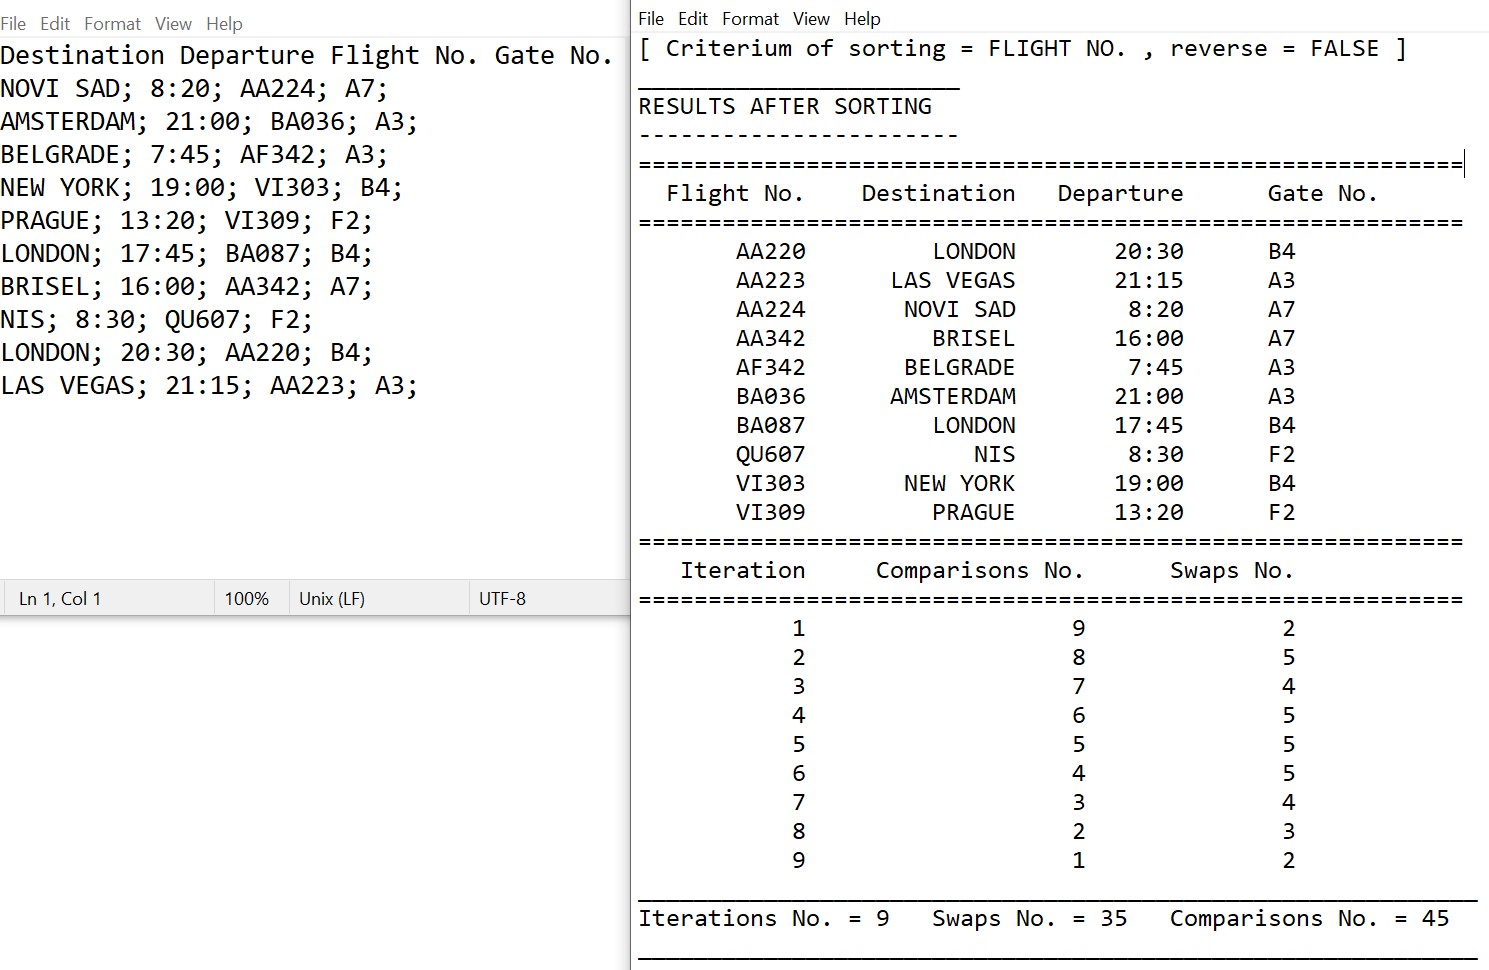 File Edit Format View Help
Destination Departure Flight No. Gate No.
NOVI SAD; 8:20; AA224; A7;
AMSTERDAM; 21:00; BA036; A3;
BELGRADE; 7:45; AF342; A3;
NEW YORK; 19:00; VI303; B4;
PRAGUE; 13:20; VI309; F2;
LONDON; 17:45; BA087; B4;
BRISEL; 16:00; AA342; A7;
NIS; 8:30; QU607; F2;
LONDON; 20:30; AA220; B4;
LAS VEGAS; 21:15; AA223; A3;
Ln 1, Col 1 100% Unix (LF) UTF-8
File Edit Format View Help
[ Criterium of sorting = FLIGHT NO. , reverse = FALSE ]
_______________________
RESULTS AFTER SORTING
-----------------------
===========================================================
Flight No. Destination Departure Gate No.
===========================================================
AA220 LONDON 20:30 B4
AA223 LAS VEGAS 21:15 A3
AA224 NOVI SAD 8:20 A7
AA342 BRISEL 16:00 A7
AF342 BELGRADE 7:45 A3
BA036 AMSTERDAM 21:00 A3
BA087 LONDON 17:45 B4
QU607 NIS 8:30 F2
VI303 NEW YORK 19:00 B4
VI309 PRAGUE 13:20 F2
===========================================================
Iteration Comparisons No. Swaps No.
===========================================================
1 9 2
2 8 5
3 7 4
4 6 5
5 5 5
6 4 5
7 3 4
8 2 3
9 1 2
____________________________________________________________
Iterations No. = 9 Swaps No. = 35 Comparisons No. = 45
____________________________________________________________